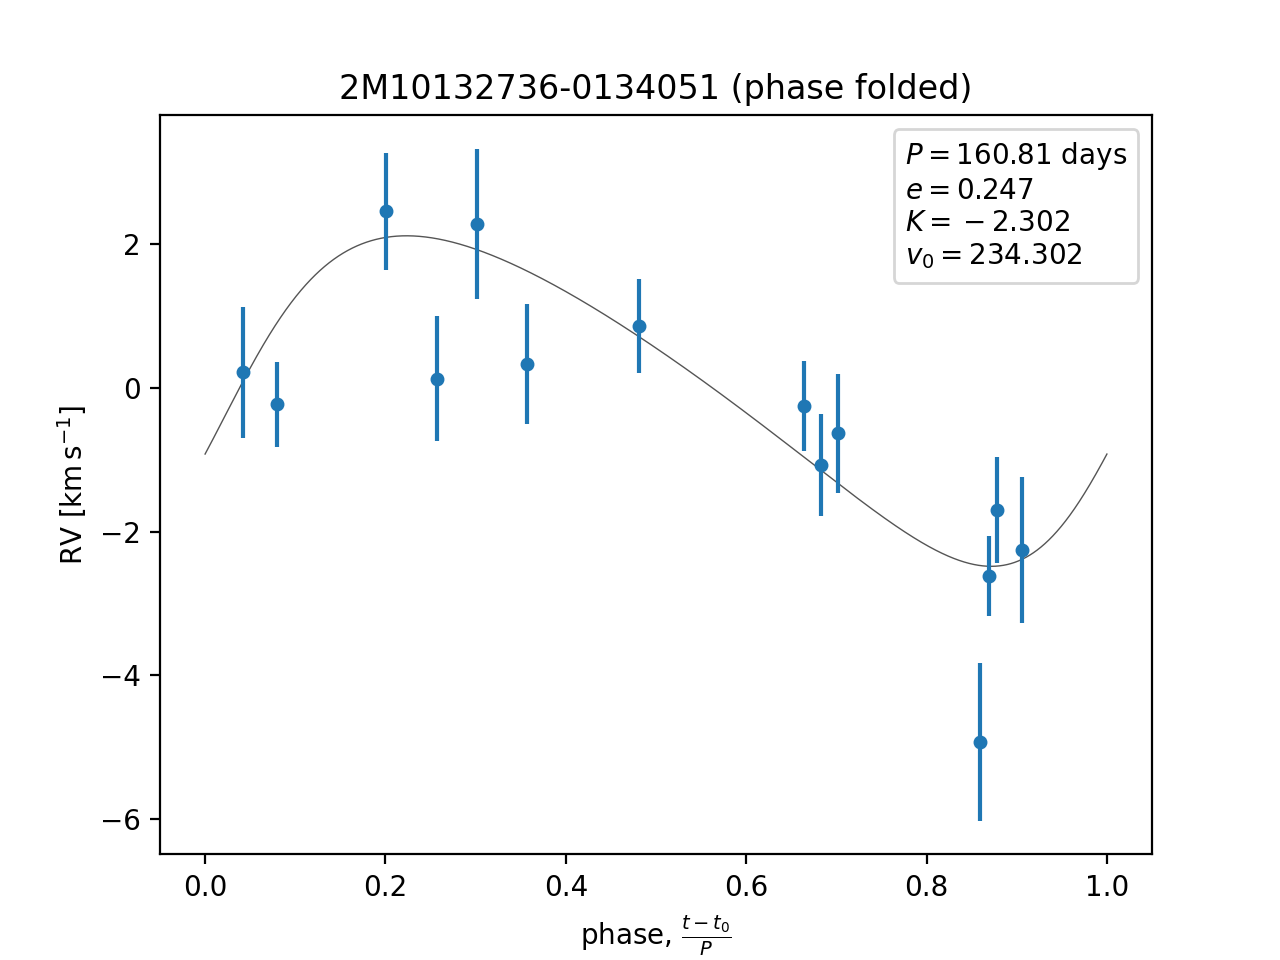 2M10132736-0134051 (phase folded)
P = 160.81 days
e = 0.247
K = −2.302
v₀ = 234.302
RV [km s⁻¹]
2
0
−2
−4
−6
0.0 0.2 0.4 0.6 0.8 1.0
phase, (t − t₀)/P